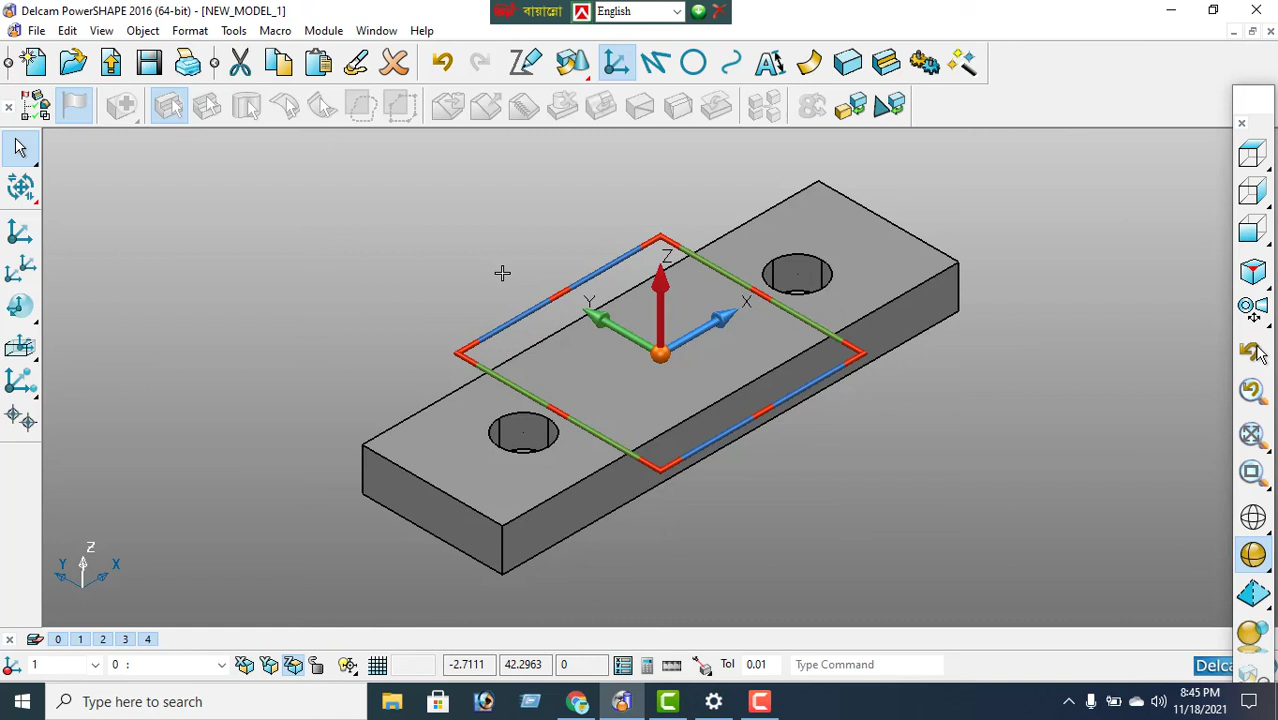 Delcam PowerSHAPE 2016 (64-bit) - [NEW_MODEL_1]
বায়ান্নো
English
File Edit View Object Format Tools Macro Module Window Help
Z
Y
X
Z
Y
X
0 1 2 3 4
1
0 :
-2.7111
42.2963
0
Tol 0.01
Type Command
Delca
Type here to search
8:45 PM
11/18/2021